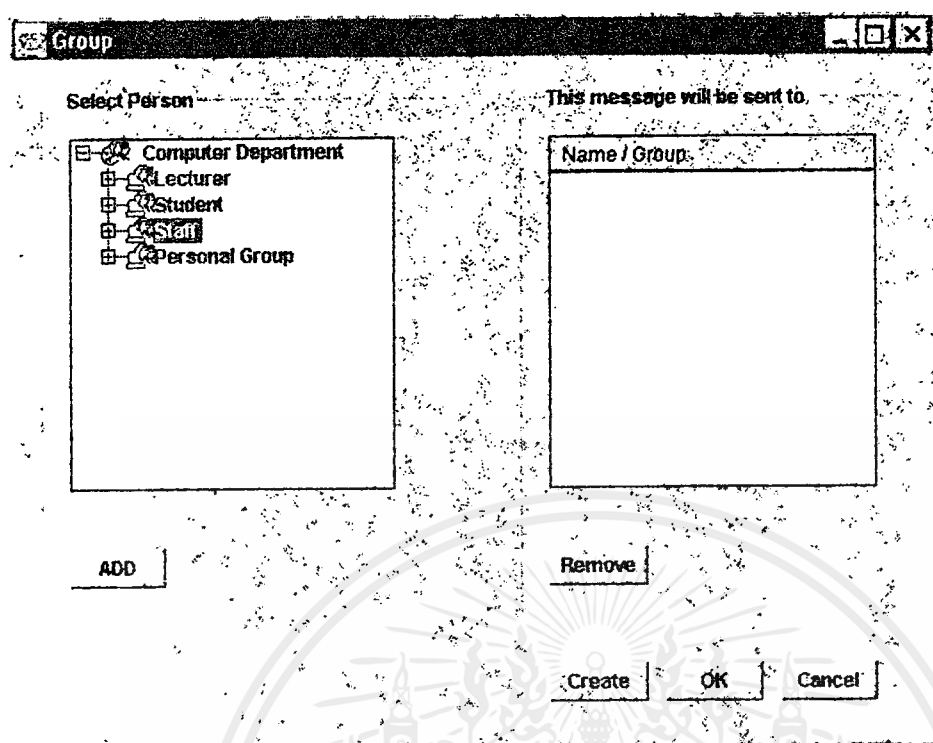 Group
Select Person
This message will be sent to.
Computer Department
Lecturer
Student
Staff
Personal Group
Name / Group
ADD
Remove
Create
OK
Cancel